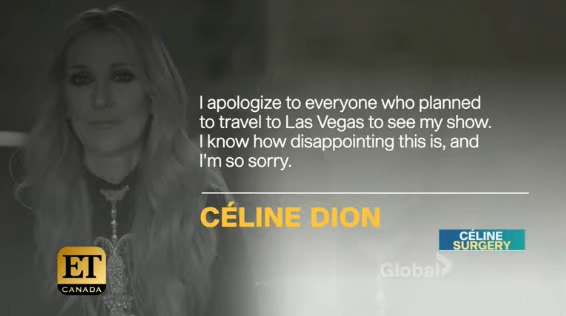 I apologize to everyone who planned
to travel to Las Vegas to see my show.
I know how disappointing this is, and
I'm so sorry.
CÉLINE DION
CÉLINE
SURGERY
ET
CANADA
Global